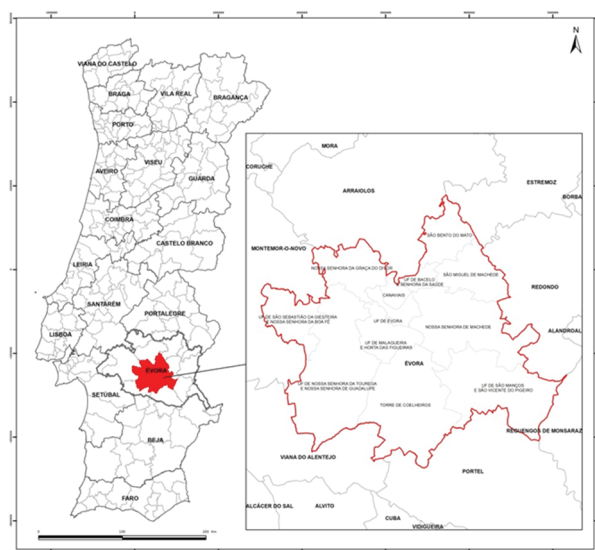 VIANA DO CASTELO
BRAGA
VILA REAL
BRAGANÇA
PORTO
AVEIRO
VISEU
GUARDA
COIMBRA
CASTELO BRANCO
LEIRIA
SANTARÉM
PORTALEGRE
LISBOA
ÉVORA
SETÚBAL
BEJA
FARO
N
MORA
CORUCHE
ARRAIOLOS
ESTREMOZ
BORBA
MONTEMOR-O-NOVO
SÃO BENTO DO MATO
NOSSA SENHORA DA GRAÇA DO DIVOR
SÃO MIGUEL DE MACHEDE
UF DE BACELO
E SENHORA DA SAÚDE
CANAVIAIS
REDONDO
UF DE SÃO SEBASTIÃO DA GIESTEIRA
E NOSSA SENHORA DA BOA-FÉ
UF DE ÉVORA
NOSSA SENHORA DE MACHEDE
ALANDROAL
UF DE MALAGUEIRA
E HORTA DAS FIGUEIRAS
ÉVORA
UF DE NOSSA SENHORA DA TOUREGA
E NOSSA SENHORA DE GUADALUPE
UF DE SÃO MANÇOS
E SÃO VICENTE DO PIGEIRO
TORRE DE COELHEIROS
REGUENGOS DE MONSARAZ
VIANA DO ALENTEJO
PORTEL
ALCÁCER DO SAL
ALVITO
CUBA
VIDIGUEIRA